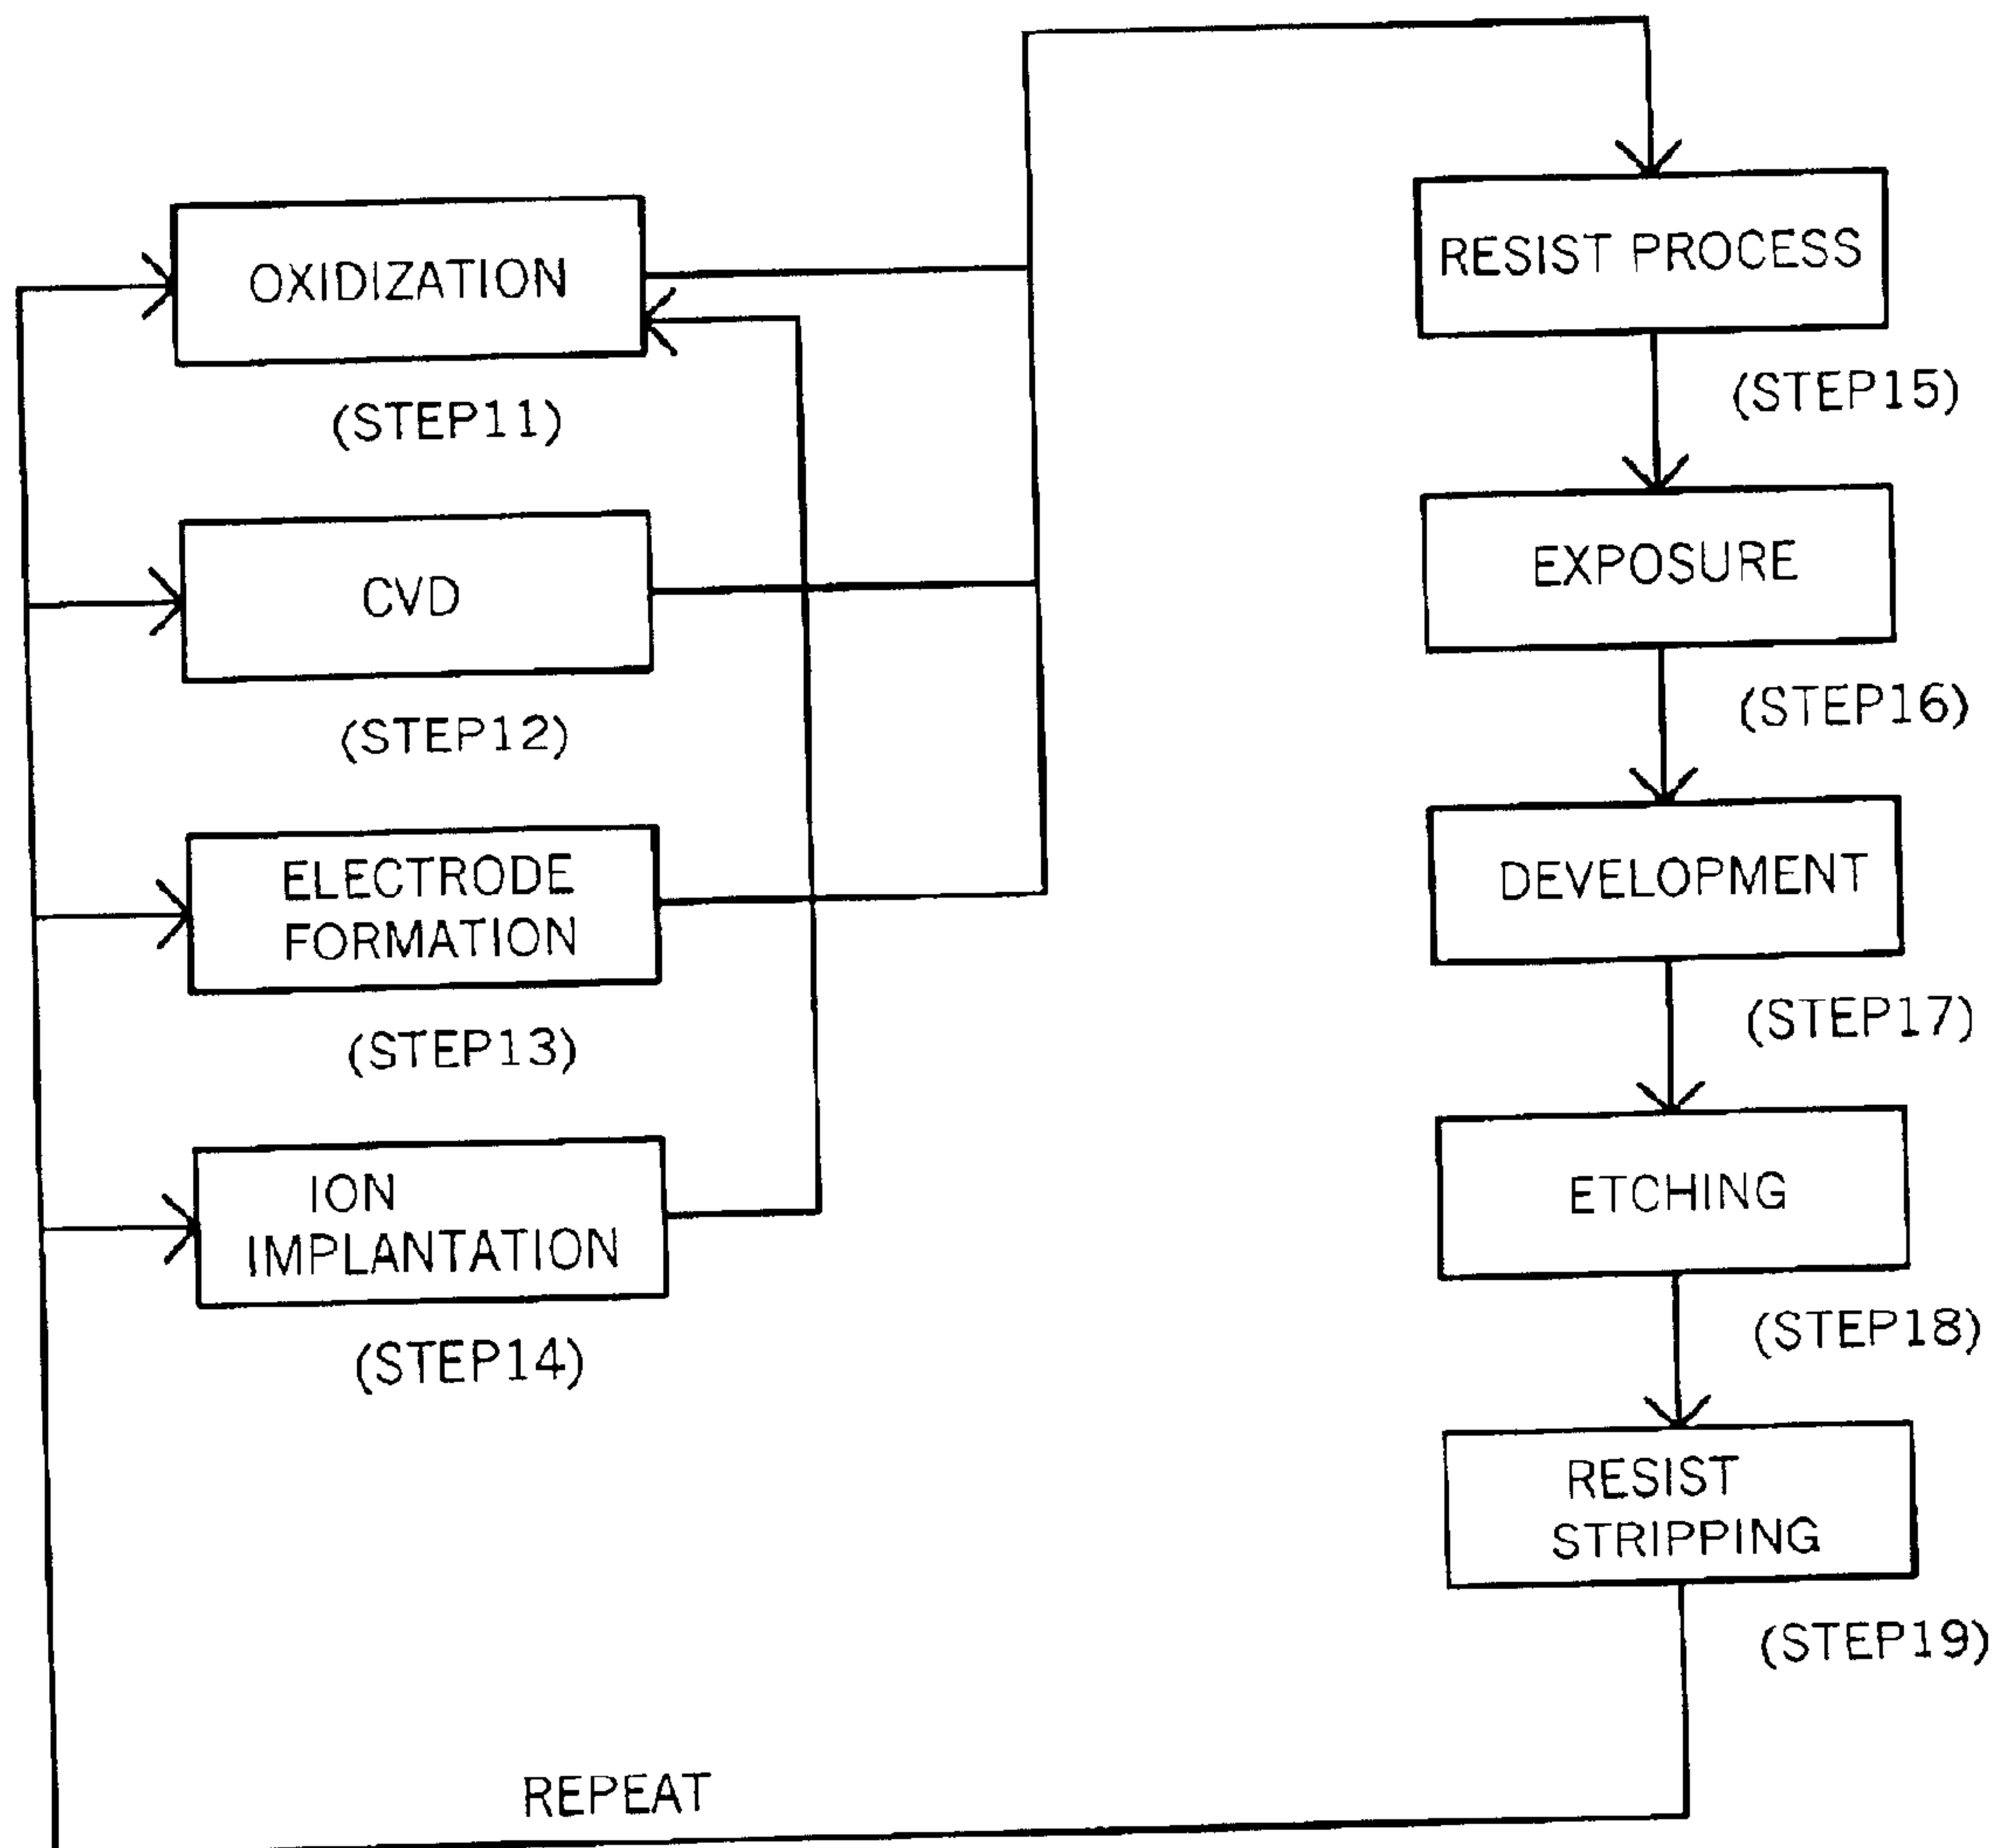 OXIDIZATION
(STEP11)
CVD
(STEP12)
ELECTRODE
FORMATION
(STEP13)
ION
IMPLANTATION
(STEP14)
RESIST PROCESS
(STEP15)
EXPOSURE
(STEP16)
DEVELOPMENT
(STEP17)
ETCHING
(STEP18)
RESIST
STRIPPING
(STEP19)
REPEAT